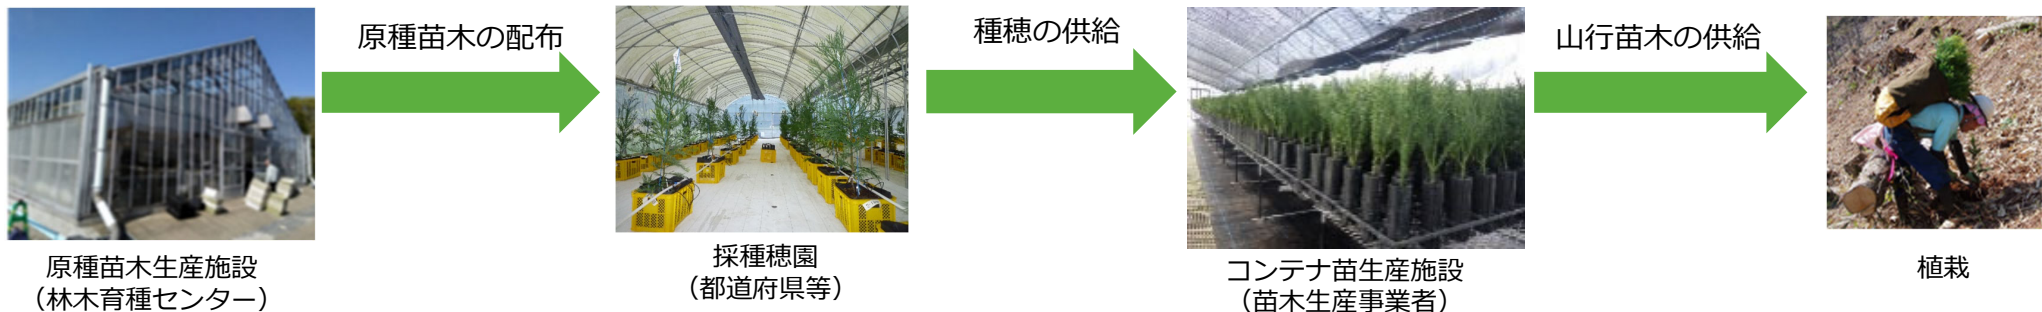 原種苗木の配布
種穂の供給
山行苗木の供給
原種苗木生産施設
（林木育種センター）
採種穂園
（都道府県等）
コンテナ苗生産施設
（苗木生産事業者）
植栽